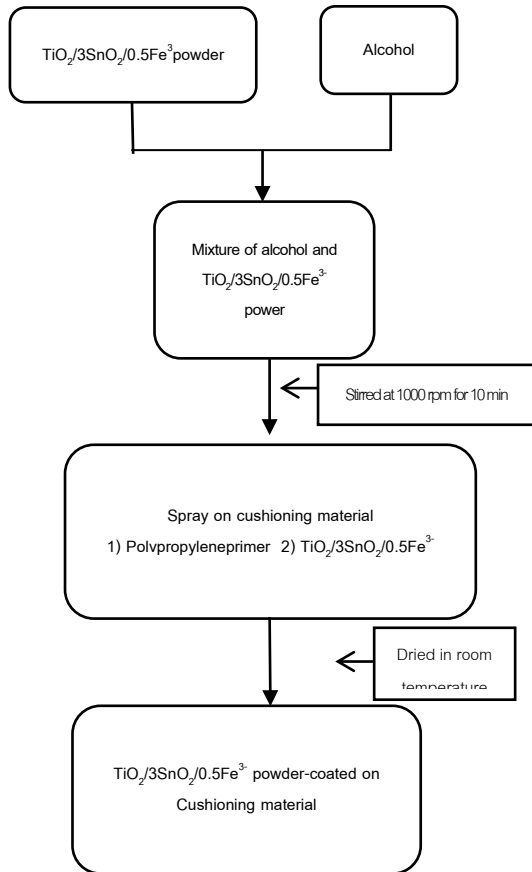 TiO₂/3SnO₂/0.5Fe³powder
Alcohol
Mixture of alcohol and
TiO₂/3SnO₂/0.5Fe³⁻
power
Stirred at 1000 rpm for 10 min
Spray on cushioning material
1) Polvpropyleneprimer 2) TiO₂/3SnO₂/0.5Fe³⁻
Dried in room
temperature
TiO₂/3SnO₂/0.5Fe³⁻ powder-coated on
Cushioning material